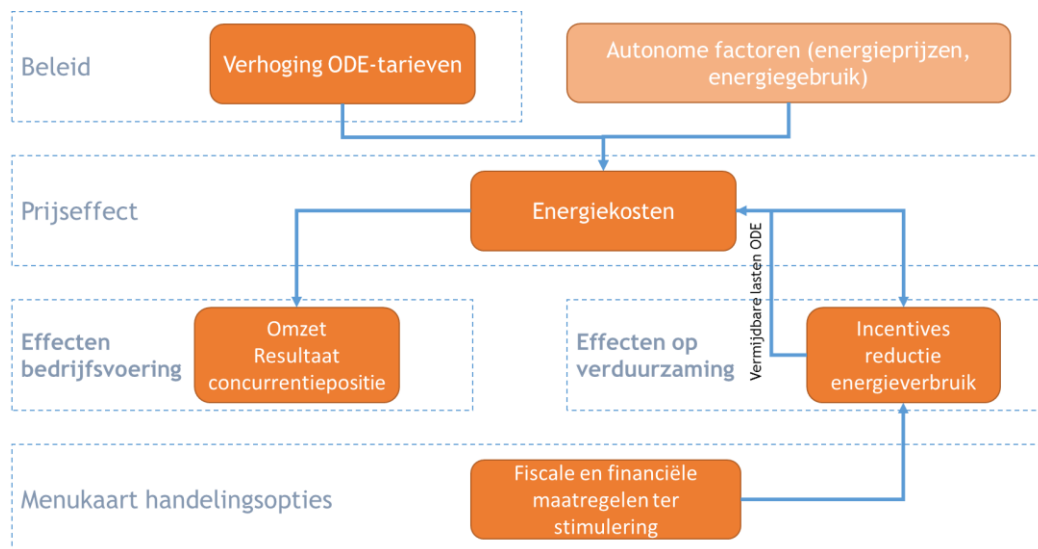 Beleid
Verhoging ODE-tarieven
Autonome factoren (energieprijzen,
energiegebruik)
Prijseffect
Energiekosten
Vermijdbare lasten ODE
Effecten
bedrijfsvoering
Omzet
Resultaat
concurrentiepositie
Effecten op
verduurzaming
Incentives
reductie
energieverbruik
Menukaart handelingsopties
Fiscale en financiële
maatregelen ter
stimulering